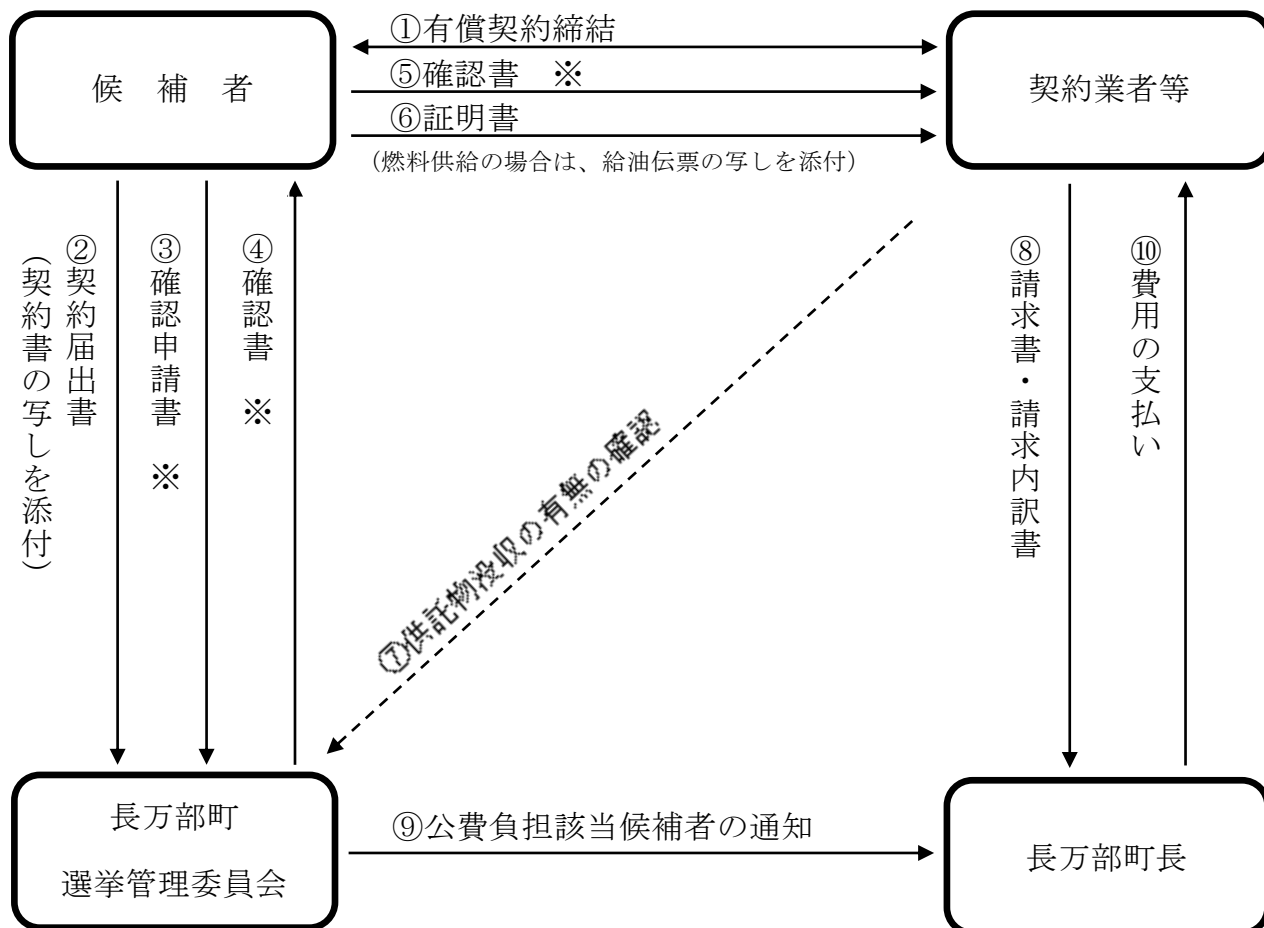 候　補　者
①有償契約締結
⑤確認書　※
⑥証明書
（燃料供給の場合は、給油伝票の写しを添付）
契約業者等
②契約届出書
（契約書の写しを添付）
③確認申請書　※
④確認書　※
⑦供託物没収の有無の確認
⑧請求書・請求内訳書
⑩費用の支払い
長万部町
選挙管理委員会
⑨公費負担該当候補者の通知
長万部町長